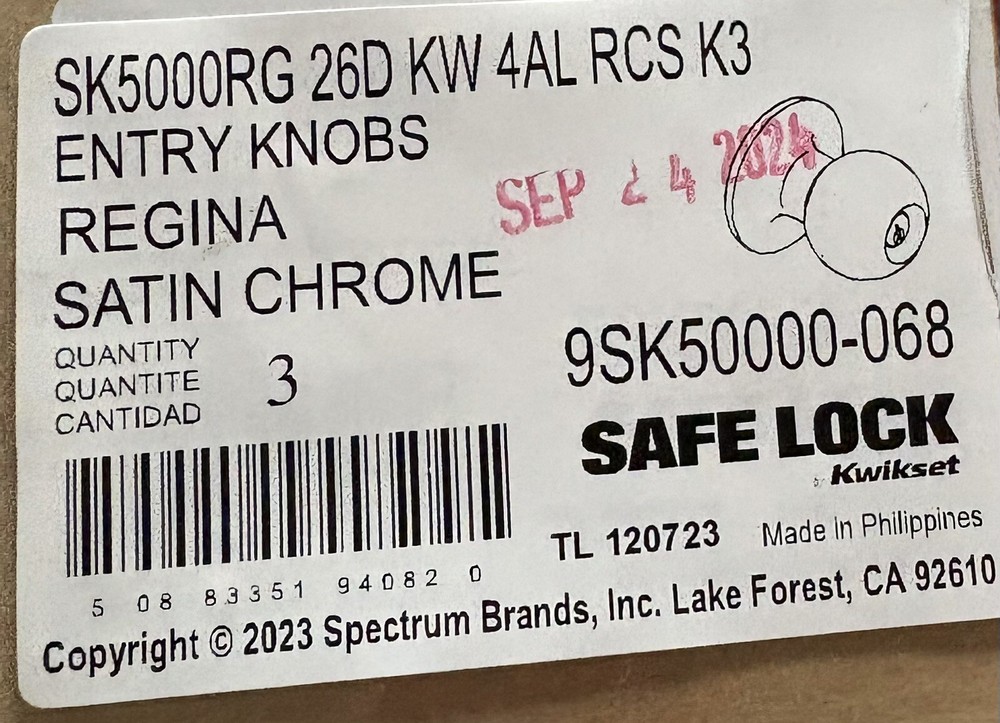 SK5000RG 26D KW 4AL RCS K3
ENTRY KNOBS
REGINA
SATIN CHROME
SEP 24 2024
QUANTITY
QUANTITE
CANTIDAD
3
9SK50000-068
SAFE LOCK
by Kwikset
5 08 83351 94082 0
TL 120723 Made in Philippines
Copyright © 2023 Spectrum Brands, Inc. Lake Forest, CA 92610